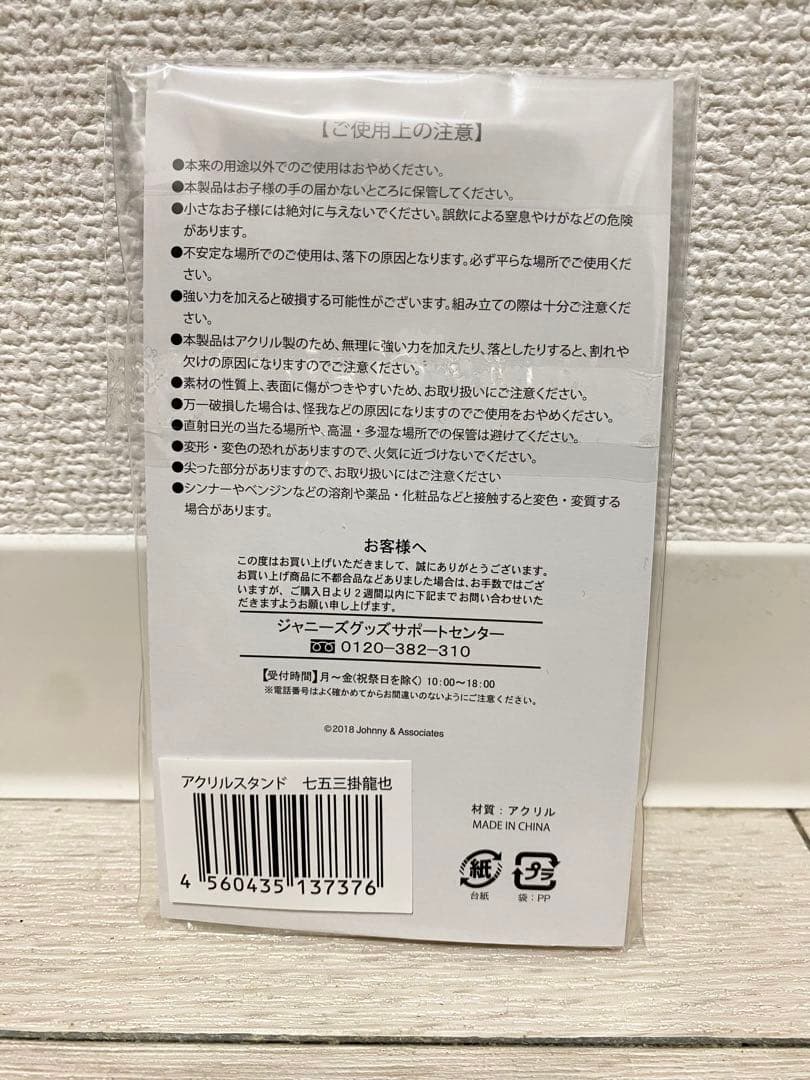 【ご使用上の注意】
●本来の用途以外でのご使用はおやめください。
●本製品はお子様の手の届かないところに保管してください。
●小さなお子様には絶対に与えないでください。誤飲による窒息やけがなどの危険
があります。
●不安定な場所でのご使用は、落下の原因となります。必ず平らな場所でご使用くだ
さい。
●強い力を加えると破損する可能性がございます。組み立ての際は十分ご注意くだ
さい。
●本製品はアクリル製のため、無理に強い力を加えたり、落としたりすると、割れや
欠けの原因になりますのでご注意ください。
●素材の性質上、表面に傷がつきやすいため、お取り扱いにご注意ください。
●万一破損した場合は、怪我などの原因になりますのでご使用をおやめください。
●直射日光の当たる場所や、高温・多湿な場所での保管は避けてください。
●変形・変色の恐れがありますので、火気に近づけないでください。
●尖った部分がありますので、お取り扱いにはご注意ください
●シンナーやベンジンなどの溶剤や薬品・化粧品などと接触すると変色・変質する
場合があります。
お客様へ
この度はお買い上げいただきまして、誠にありがとうございます。
お買い上げ商品に不都合品などありました場合は、お手数ではござ
いますが、ご購入日より2週間以内に下記までお問い合わせいた
だきますようお願い申し上げます。
ジャニーズグッズサポートセンター
0120-382-310
【受付時間】月~金(祝祭日を除く) 10:00~18:00
※電話番号はよく確かめてからお間違いのないようにご注意ください。
©2018 Johnny & Associates
アクリルスタンド 七五三掛龍也
4 560435 137376
材質:アクリル
MADE IN CHINA
紙
台紙
プラ
袋:PP